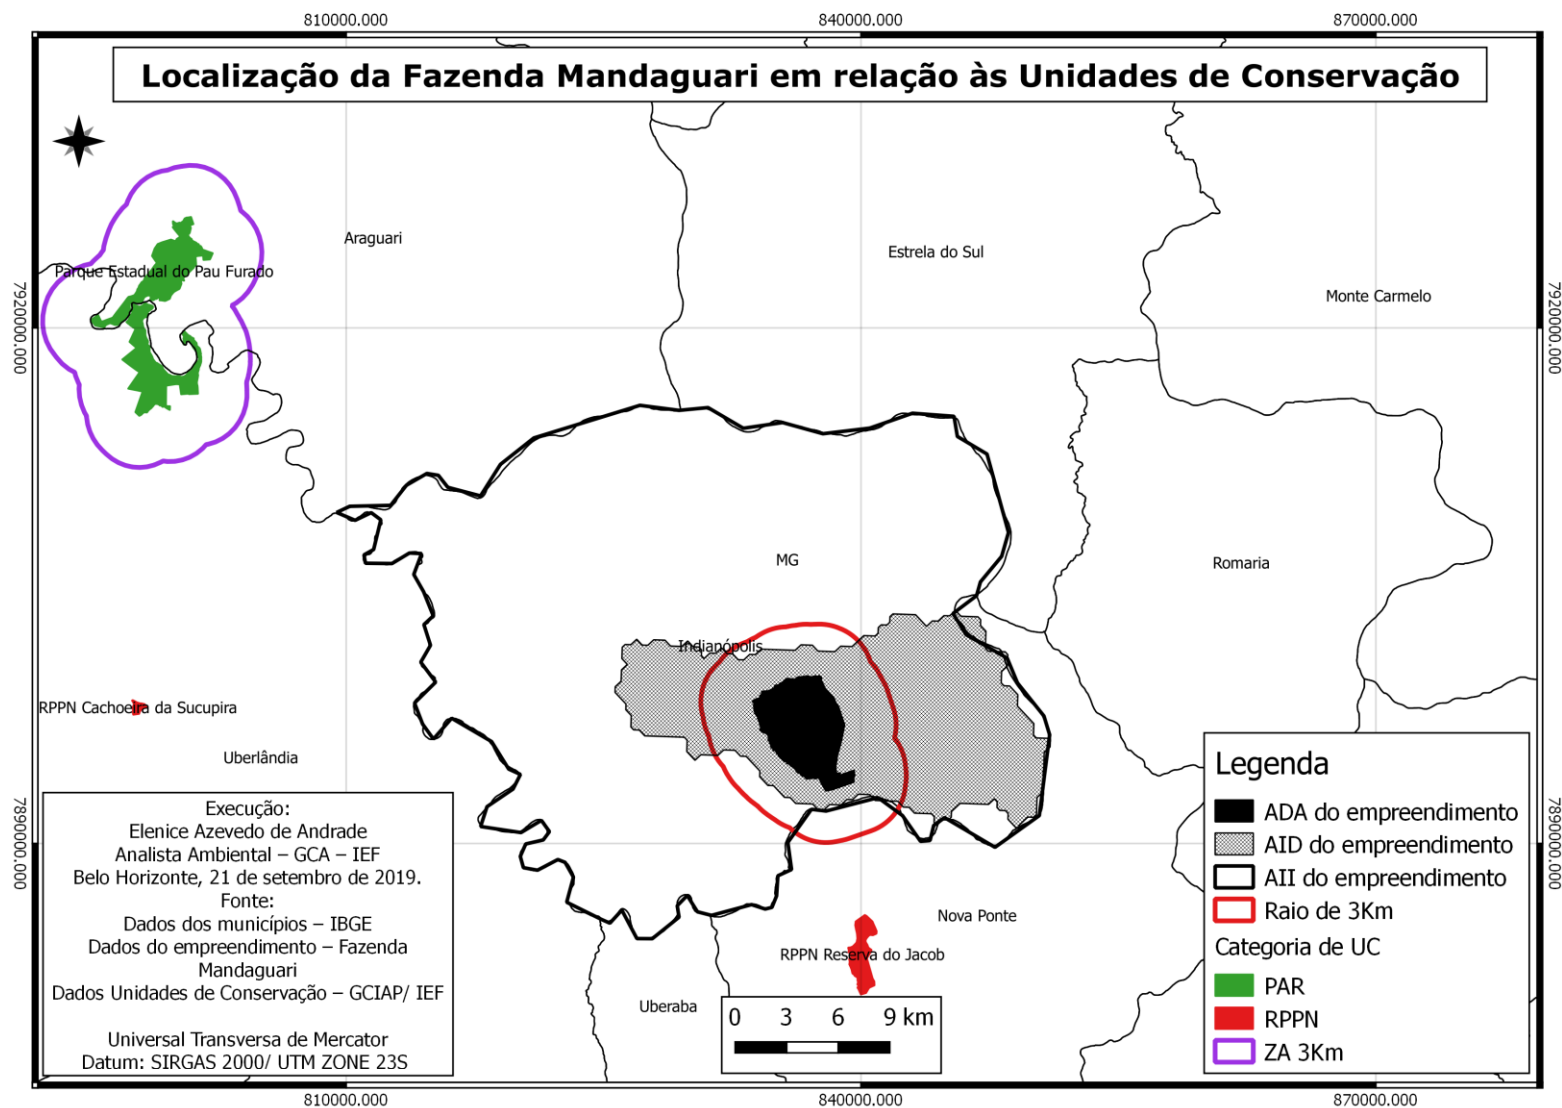 810000.000
840000.000
870000.000
Localização da Fazenda Mandaguari em relação às Unidades de Conservação
Araguari
Estrela do Sul
Parque Estadual do Pau Furado
Monte Carmelo
7920000.000
7920000.000
MG
Romaria
Indianópolis
RPPN Cachoeira da Sucupira
Uberlândia
7890000.000
7890000.000
Execução:
Elenice Azevedo de Andrade
Analista Ambiental – GCA – IEF
Belo Horizonte, 21 de setembro de 2019.
Fonte:
Dados dos municípios – IBGE
Dados do empreendimento – Fazenda
Mandaguari
Dados Unidades de Conservação – GCIAP/ IEF
Universal Transversa de Mercator
Datum: SIRGAS 2000/ UTM ZONE 23S
Nova Ponte
RPPN Reserva do Jacob
Uberaba
0 3 6 9 km
Legenda
ADA do empreendimento
AID do empreendimento
AII do empreendimento
Raio de 3Km
Categoria de UC
PAR
RPPN
ZA 3Km
810000.000
840000.000
870000.000